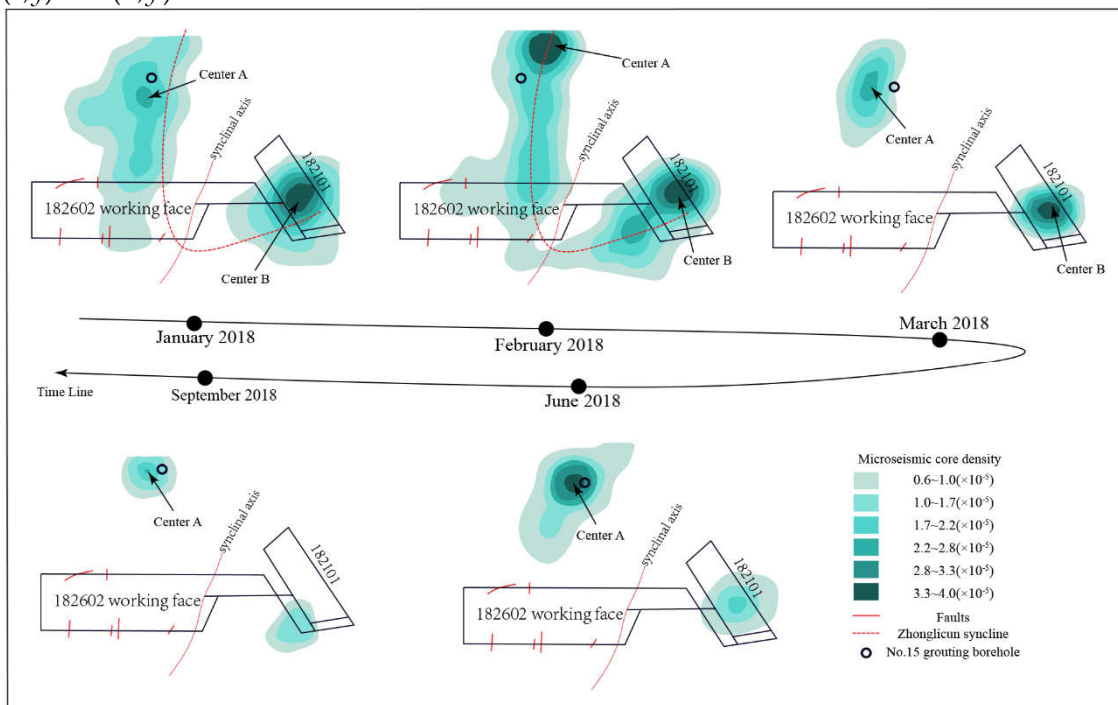 Center A
synclinal axis
182101
182602 working face
Center B
Center A
synclinal axis
182101
182602 working face
Center B
Center A
synclinal axis
182101
182602 working face
Center B
January 2018
February 2018
March 2018
Time Line
September 2018
June 2018
Center A
synclinal axis
182101
182602 working face
Center A
synclinal axis
182101
182602 working face
Microseismic core density
0.6~1.0(×10⁻⁵)
1.0~1.7(×10⁻⁵)
1.7~2.2(×10⁻⁵)
2.2~2.8(×10⁻⁵)
2.8~3.3(×10⁻⁵)
3.3~4.0(×10⁻⁵)
Faults
Zhonglicun syncline
No.15 grouting borehole